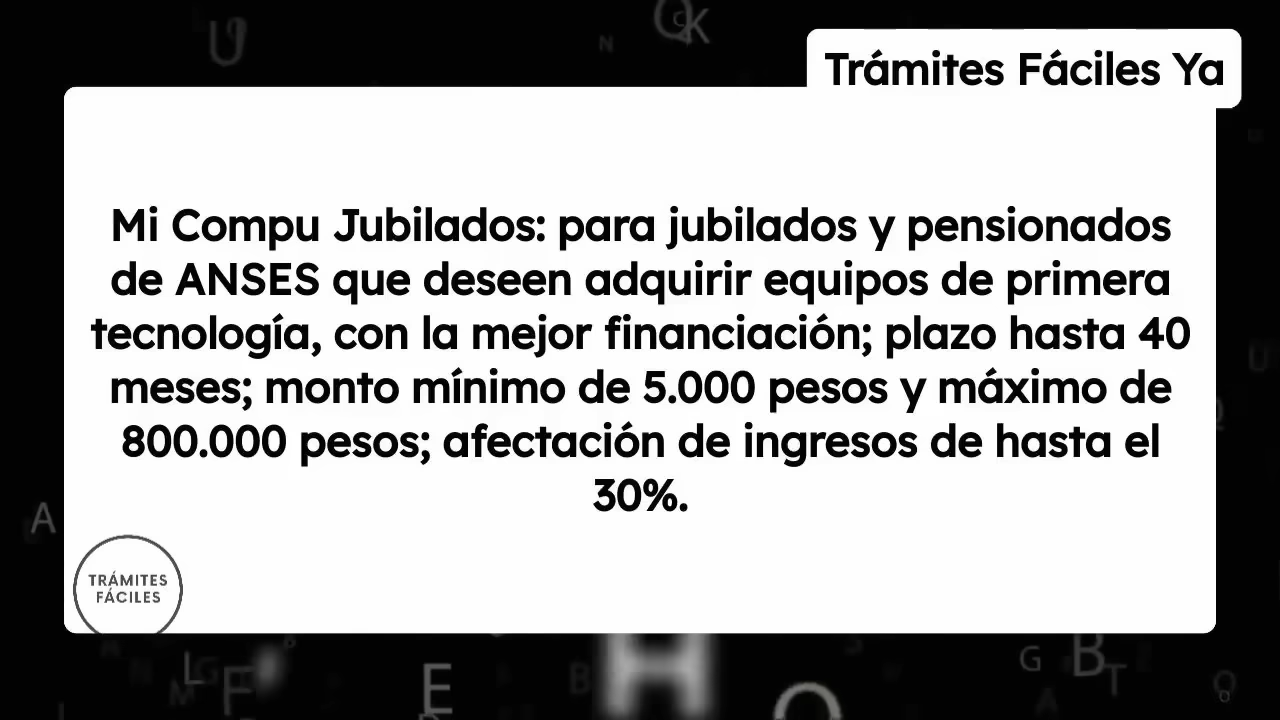 Trámites Fáciles Ya
Mi Compu Jubilados: para jubilados y pensionados
de ANSES que deseen adquirir equipos de primera
tecnología, con la mejor financiación; plazo hasta 40
meses; monto mínimo de 5.000 pesos y máximo de
800.000 pesos; afectación de ingresos de hasta el
30%.
TRÁMITES
FÁCILES